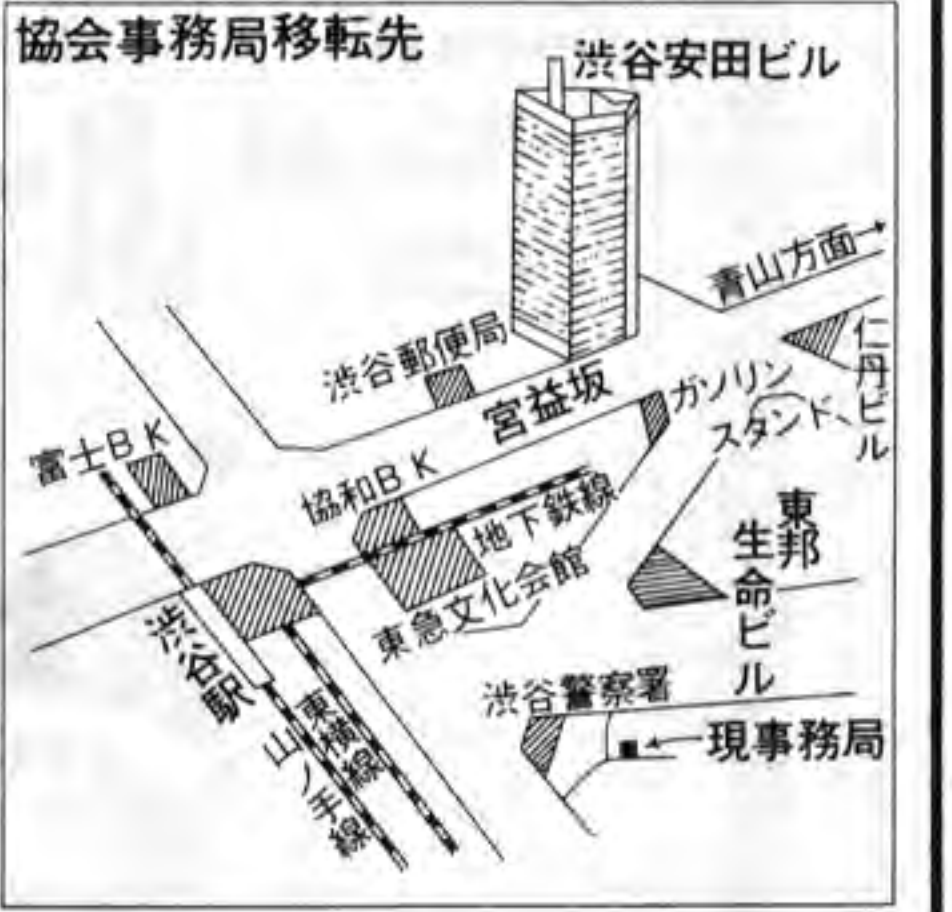 協会事務局移転先
渋谷安田ビル
青山方面→
仁丹ビル
渋谷郵便局
宮益坂
ガソリン
スタンド
富士BK
協和BK
地下鉄線
東急文化会館
東邦
生命ビル
渋谷駅
東横線
山ノ手線
渋谷警察署
←現事務局